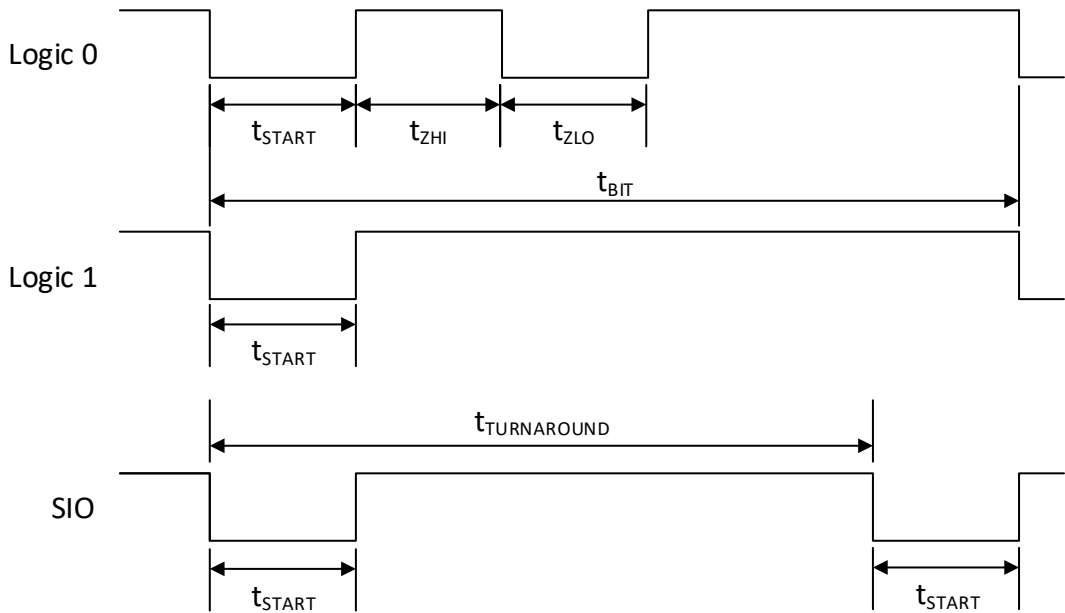 Logic 0
tSTART
tZHI
tZLO
tBIT
Logic 1
tSTART
tTURNAROUND
SIO
tSTART
tSTART